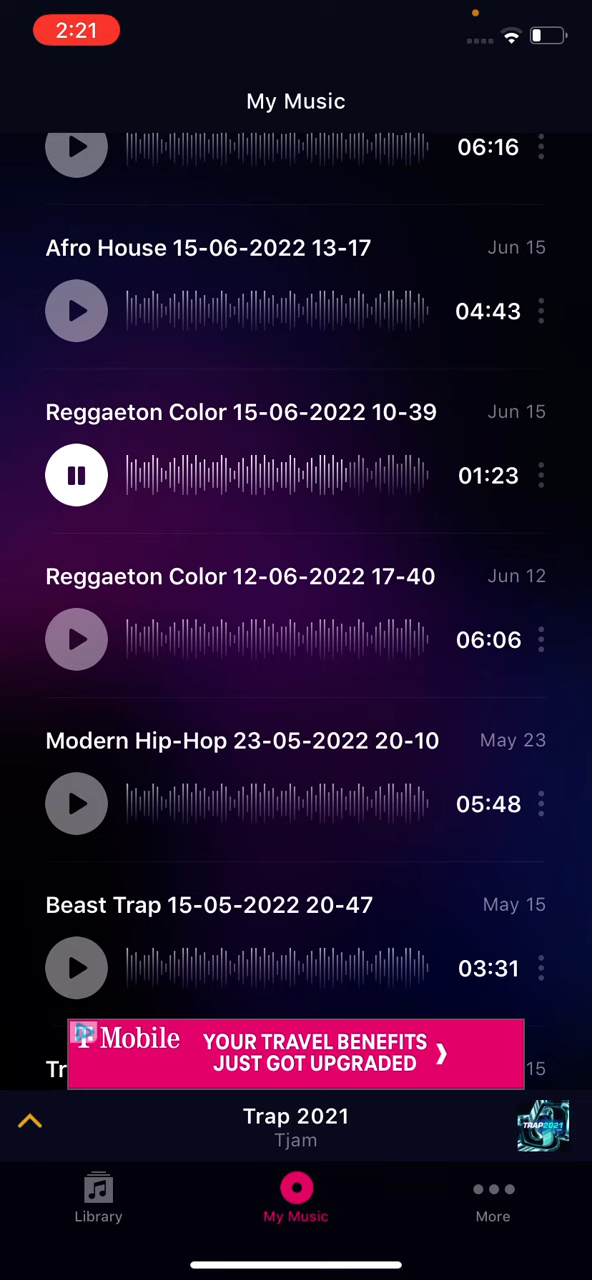 2:21
My Music
06:16
Afro House 15-06-2022 13-17
Jun 15
04:43
Reggaeton Color 15-06-2022 10-39
Jun 15
01:23
Reggaeton Color 12-06-2022 17-40
Jun 12
06:06
Modern Hip-Hop 23-05-2022 20-10
May 23
05:48
Beast Trap 15-05-2022 20-47
May 15
03:31
T Mobile
YOUR TRAVEL BENEFITS
JUST GOT UPGRADED
Tr
15
Trap 2021
Tjam
TRAP2021
Library
My Music
More